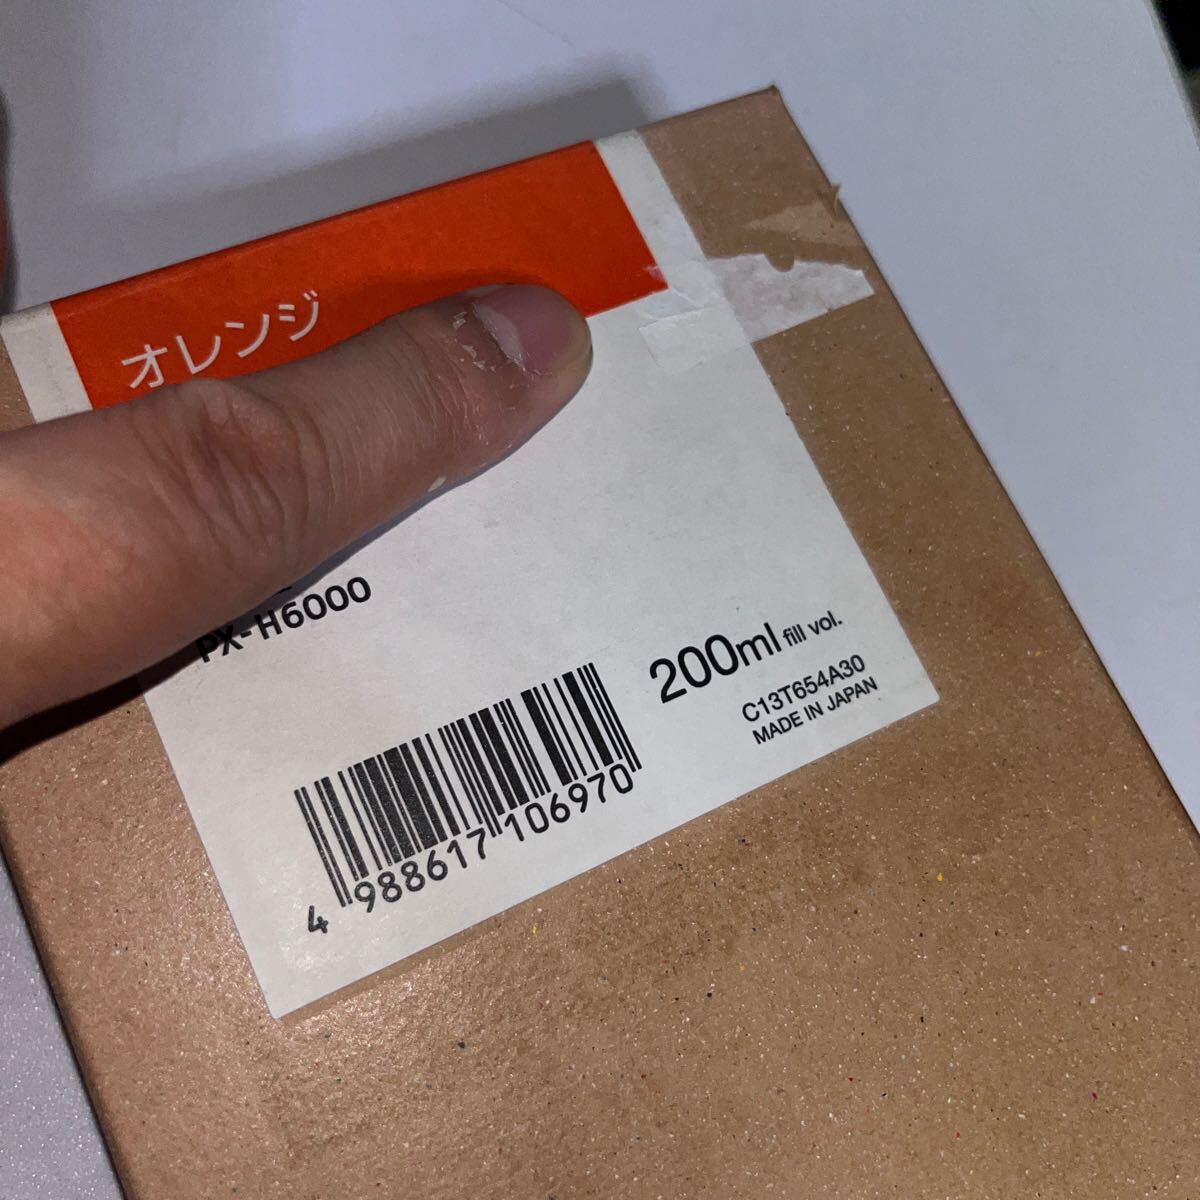 オレンジ
PX-H6000
200ml fill vol.
C13T654A30
MADE IN JAPAN
4 988617 106970